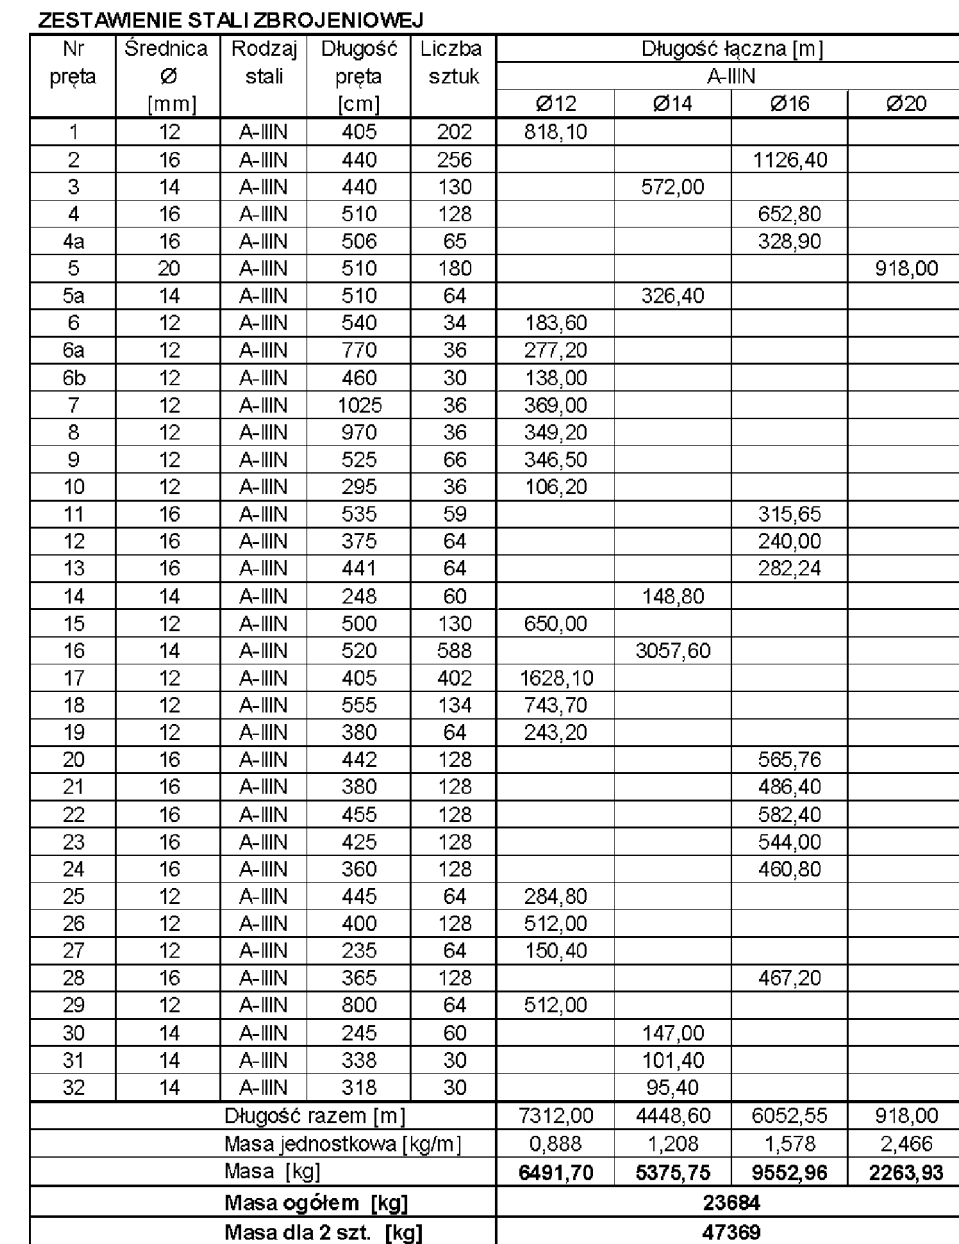 ZESTAWIENIE STALI ZBROJENIOWEJ
Nr Średnica Rodzaj Długość Liczba Długość łączna [m]
pręta Ø stali pręta sztuk A-IIIN
[mm] [cm] Ø12 Ø14 Ø16 Ø20
1 12 A-IIIN 405 202 818,10
2 16 A-IIIN 440 256 1126,40
3 14 A-IIIN 440 130 572,00
4 16 A-IIIN 510 128 652,80
4a 16 A-IIIN 506 65 328,90
5 20 A-IIIN 510 180 918,00
5a 14 A-IIIN 510 64 326,40
6 12 A-IIIN 540 34 183,60
6a 12 A-IIIN 770 36 277,20
6b 12 A-IIIN 460 30 138,00
7 12 A-IIIN 1025 36 369,00
8 12 A-IIIN 970 36 349,20
9 12 A-IIIN 525 66 346,50
10 12 A-IIIN 295 36 106,20
11 16 A-IIIN 535 59 315,65
12 16 A-IIIN 375 64 240,00
13 16 A-IIIN 441 64 282,24
14 14 A-IIIN 248 60 148,80
15 12 A-IIIN 500 130 650,00
16 14 A-IIIN 520 588 3057,60
17 12 A-IIIN 405 402 1628,10
18 12 A-IIIN 555 134 743,70
19 12 A-IIIN 380 64 243,20
20 16 A-IIIN 442 128 565,76
21 16 A-IIIN 380 128 486,40
22 16 A-IIIN 455 128 582,40
23 16 A-IIIN 425 128 544,00
24 16 A-IIIN 360 128 460,80
25 12 A-IIIN 445 64 284,80
26 12 A-IIIN 400 128 512,00
27 12 A-IIIN 235 64 150,40
28 16 A-IIIN 365 128 467,20
29 12 A-IIIN 800 64 512,00
30 14 A-IIIN 245 60 147,00
31 14 A-IIIN 338 30 101,40
32 14 A-IIIN 318 30 95,40
Długość razem [m] 7312,00 4448,60 6052,55 918,00
Masa jednostkowa [kg/m] 0,888 1,208 1,578 2,466
Masa [kg] 6491,70 5375,75 9552,96 2263,93
Masa ogółem [kg] 23684
Masa dla 2 szt. [kg] 47369